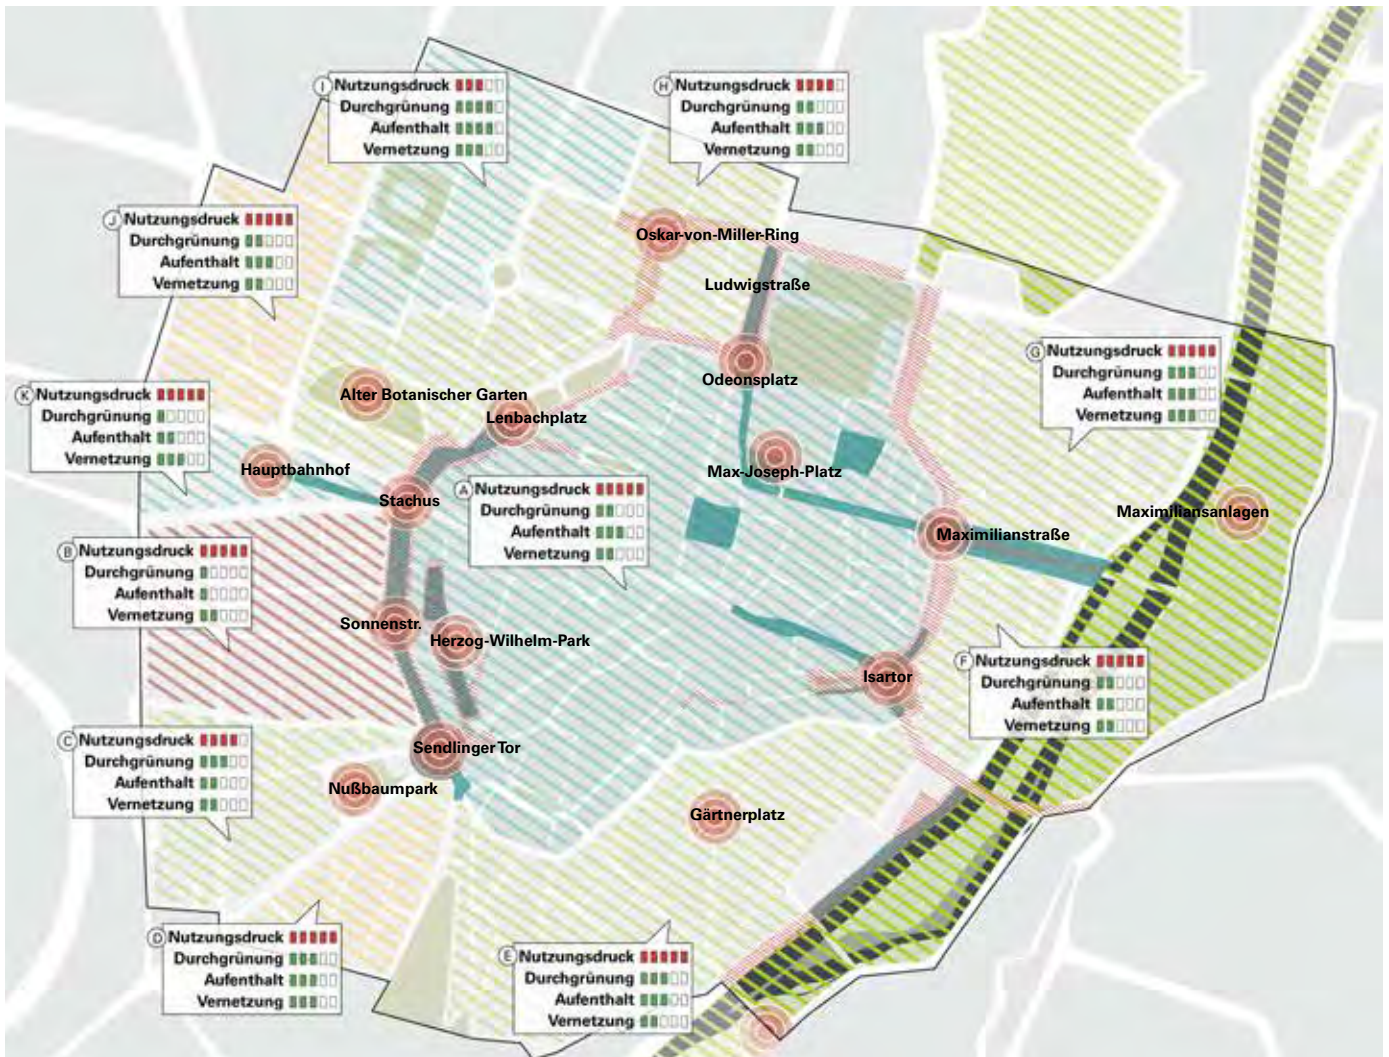 I
Nutzungsdruck
Durchgrünung
Aufenthalt
Vernetzung
H
Nutzungsdruck
Durchgrünung
Aufenthalt
Vernetzung
J
Nutzungsdruck
Durchgrünung
Aufenthalt
Vernetzung
Oskar-von-Miller-Ring
Ludwigstraße
G
Nutzungsdruck
Durchgrünung
Aufenthalt
Vernetzung
K
Nutzungsdruck
Durchgrünung
Aufenthalt
Vernetzung
Alter Botanischer Garten
Lenbachplatz
Odeonsplatz
Hauptbahnhof
Stachus
Max-Joseph-Platz
A
Nutzungsdruck
Durchgrünung
Aufenthalt
Vernetzung
Maximilianstraße
Maximiliansanlagen
B
Nutzungsdruck
Durchgrünung
Aufenthalt
Vernetzung
Sonnenstr.
Herzog-Wilhelm-Park
Isartor
F
Nutzungsdruck
Durchgrünung
Aufenthalt
Vernetzung
C
Nutzungsdruck
Durchgrünung
Aufenthalt
Vernetzung
Sendlinger Tor
Nußbaumpark
Gärtnerplatz
D
Nutzungsdruck
Durchgrünung
Aufenthalt
Vernetzung
E
Nutzungsdruck
Durchgrünung
Aufenthalt
Vernetzung